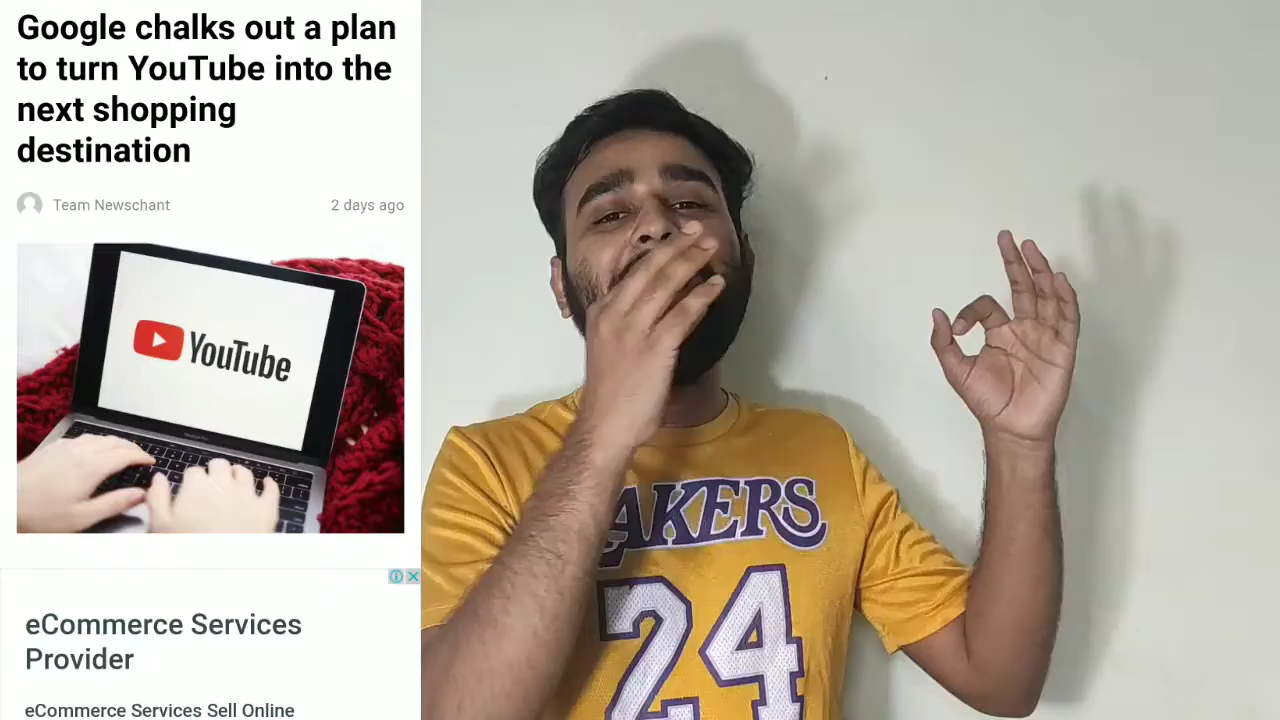 Google chalks out a plan
to turn YouTube into the
next shopping
destination
Team Newschant
2 days ago
YouTube
eCommerce Services
Provider
eCommerce Services Sell Online
LAKERS
24